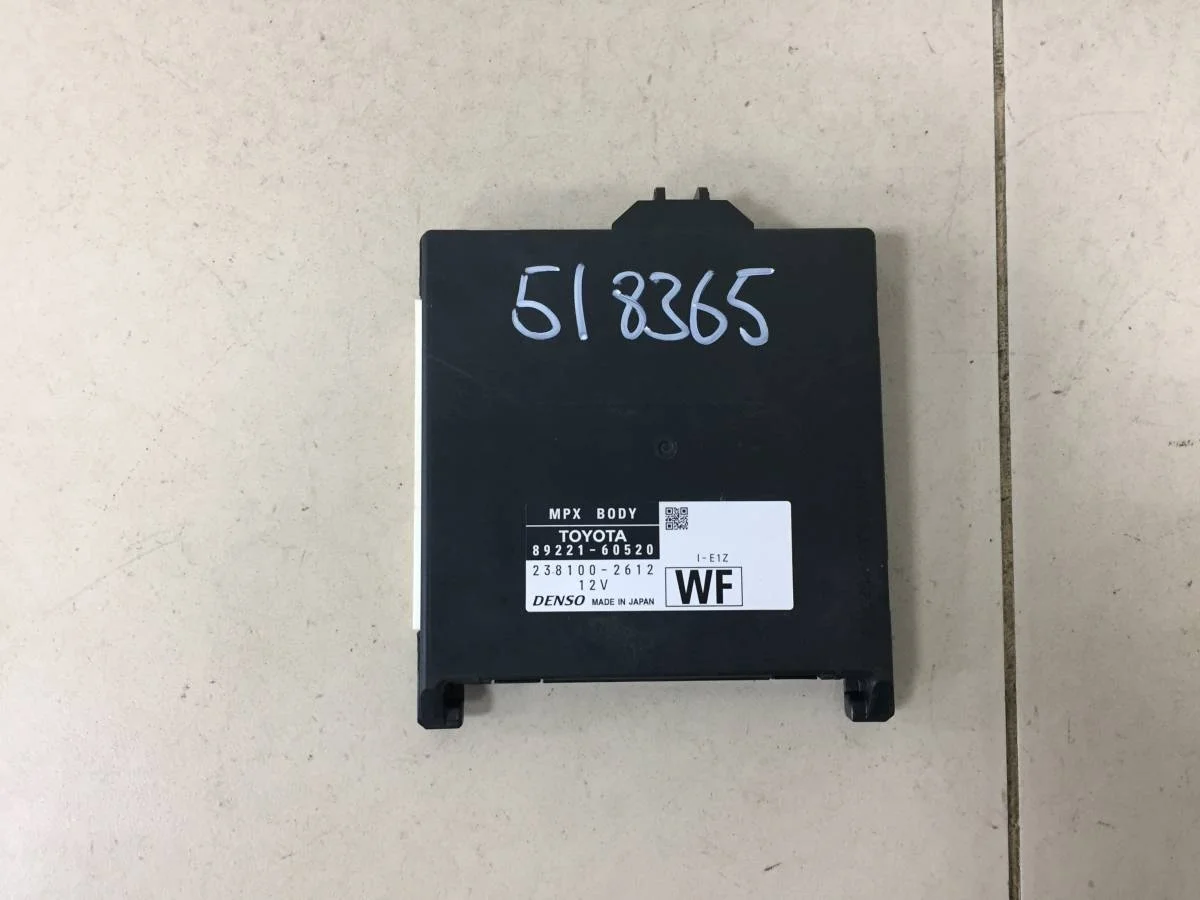 518365
MPX BODY
TOYOTA
89221-60520
238100-2612
12V
DENSO MADE IN JAPAN
I-E1Z
WF